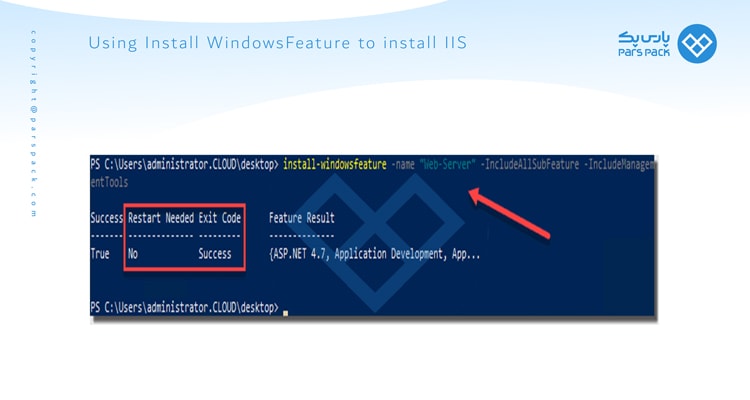 Using Install WindowsFeature to install IIS
پارس پک
PARS PACK
copyright@parspack.com
PS C:\Users\administrator.CLOUD\desktop> install-windowsfeature -name "Web-Server" -IncludeAllSubFeature -IncludeManagem
entTools
Success Restart Needed Exit Code Feature Result
------- -------------- --------- --------------
True No Success {ASP.NET 4.7, Application Development, App...
PS C:\Users\administrator.CLOUD\desktop>